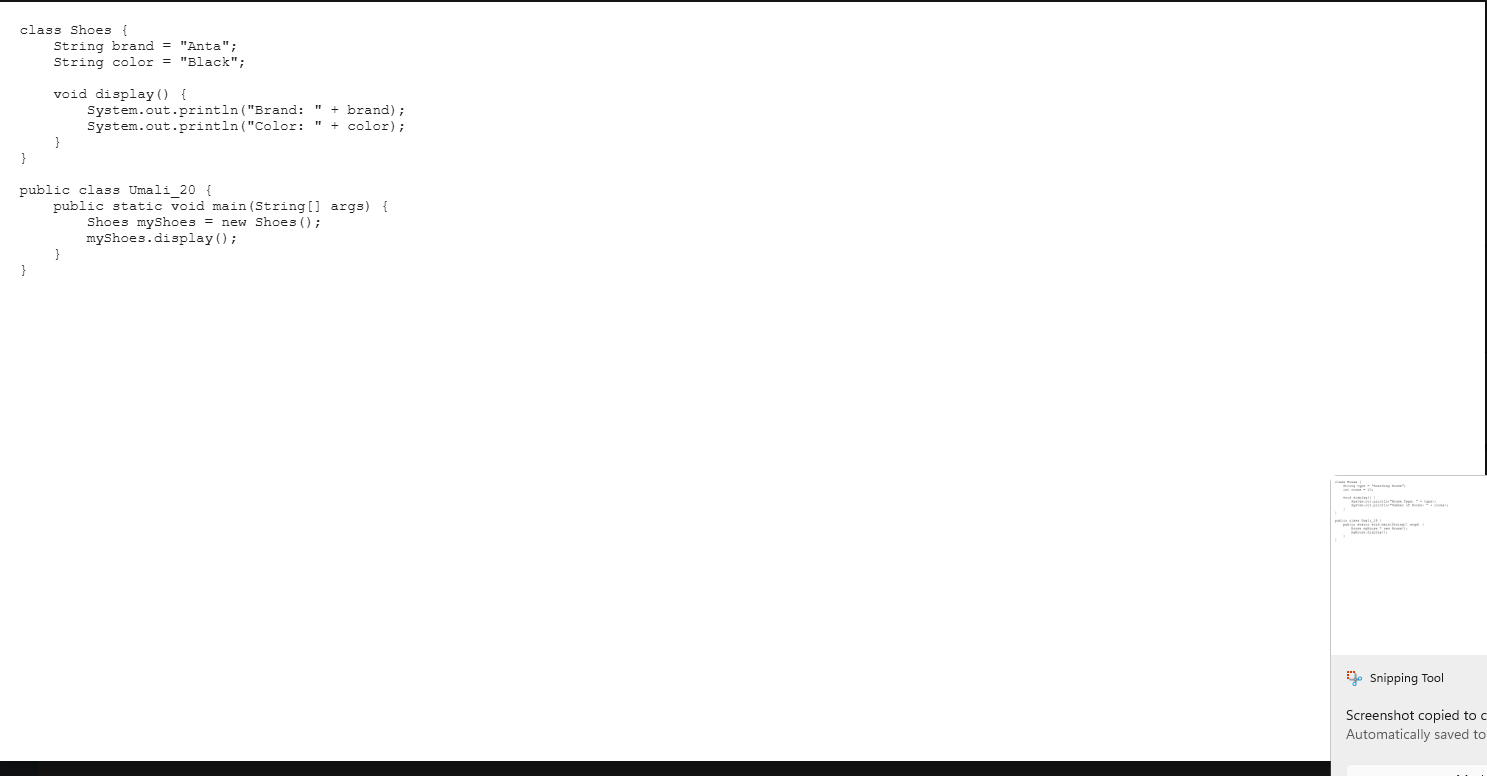 class Shoes {
    String brand = "Anta";
    String color = "Black";
    void display() {
        System.out.println("Brand: " + brand);
        System.out.println("Color: " + color);
    }
}
public class Umali_20 {
    public static void main(String[] args) {
        Shoes myShoes = new Shoes();
        myShoes.display();
    }
}
Snipping Tool
Screenshot copied to c
Automatically saved to